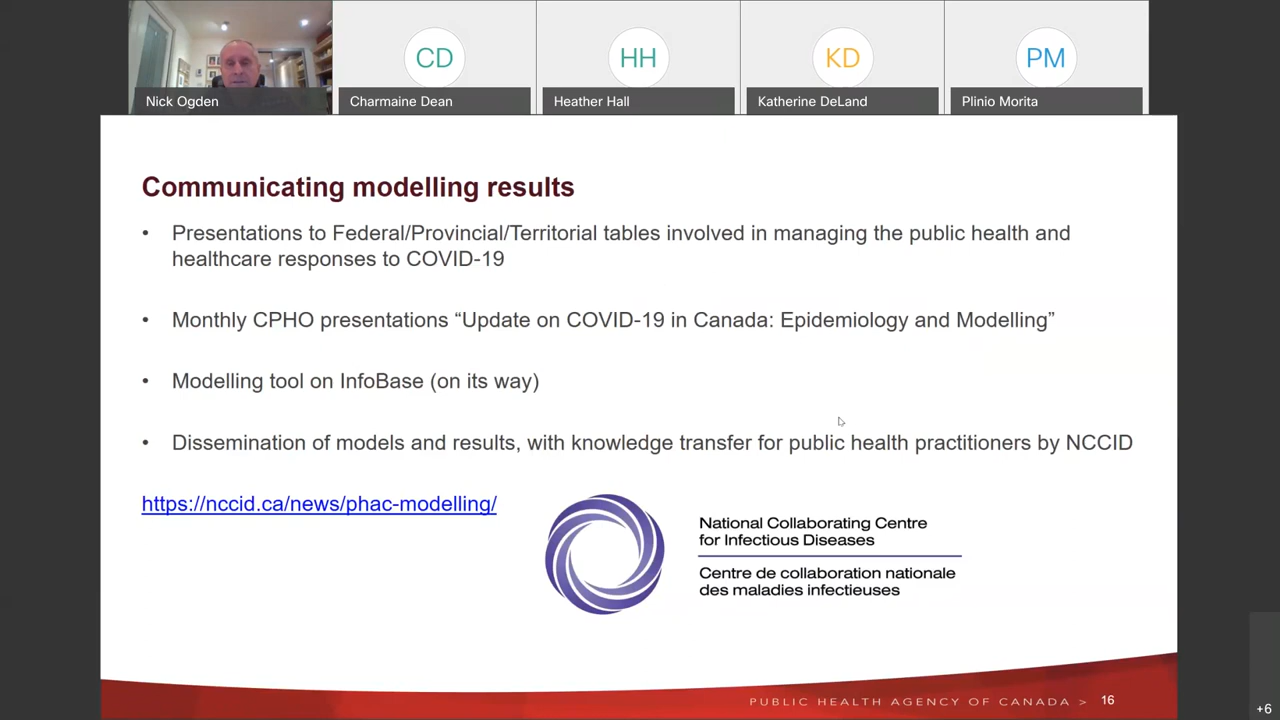 CD
HH
KD
PM
Nick Ogden
Charmaine Dean
Heather Hall
Katherine DeLand
Plinio Morita
Communicating modelling results
• Presentations to Federal/Provincial/Territorial tables involved in managing the public health and
healthcare responses to COVID-19
• Monthly CPHO presentations “Update on COVID-19 in Canada: Epidemiology and Modelling”
• Modelling tool on InfoBase (on its way)
• Dissemination of models and results, with knowledge transfer for public health practitioners by NCCID
https://nccid.ca/news/phac-modelling/
National Collaborating Centre
for Infectious Diseases
Centre de collaboration nationale
des maladies infectieuses
PUBLIC HEALTH AGENCY OF CANADA > 16
+6